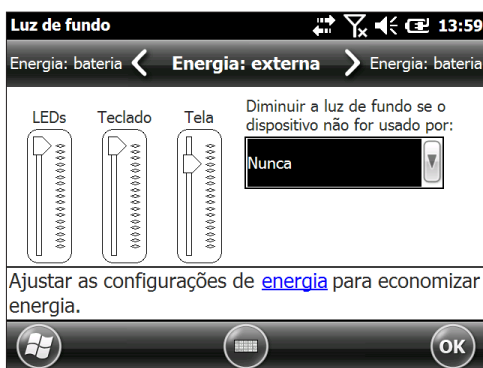 Luz de fundo 13:59
Energia: bateria Energia: externa Energia: bateria
LEDs Teclado Tela
Diminuir a luz de fundo se o
dispositivo não for usado por:
Nunca
Ajustar as configurações de energia para economizar
energia.
OK